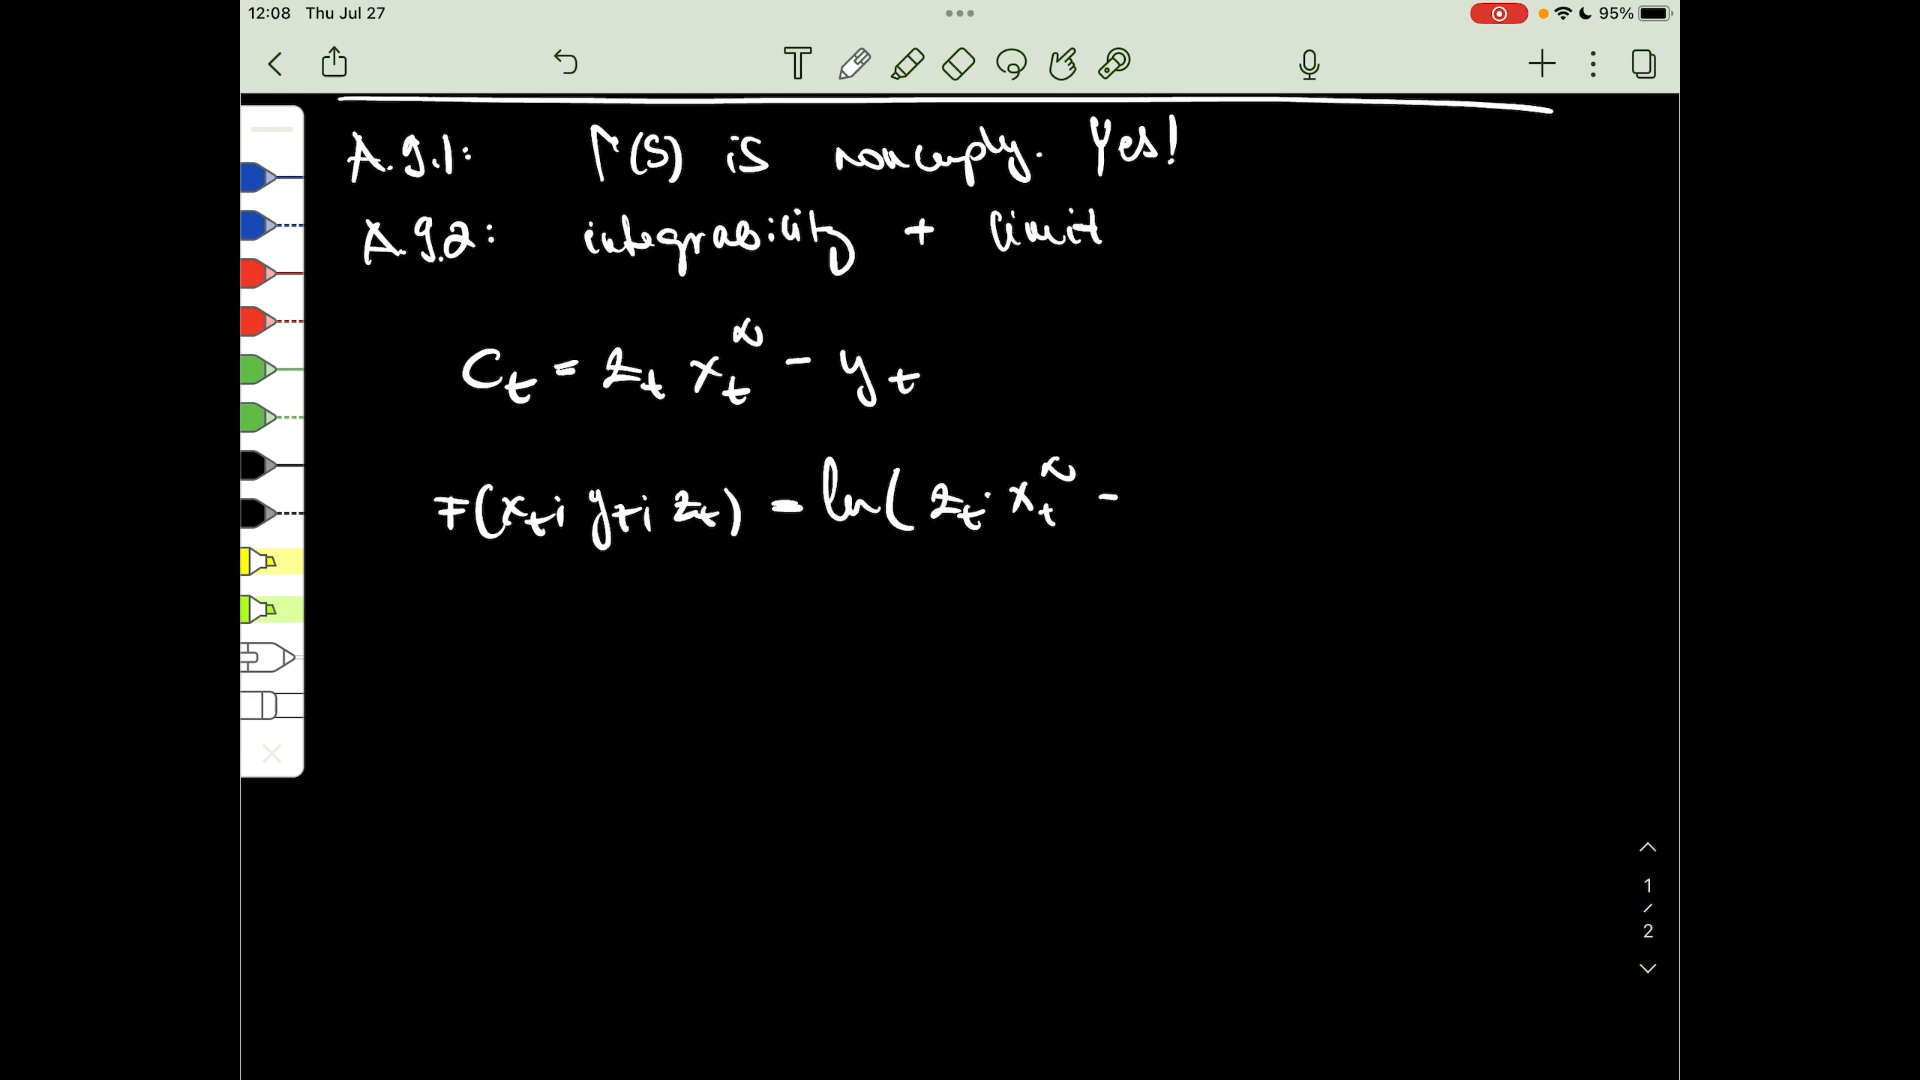 12:08 Thu Jul 27 95%
A.9.1: Γ(S) is nonempty. Yes!
A.9.2: integrability + limit
C_t = z_t x_t^α - y_t
F(x_t; y_t; z_t) = ln( z_t · x_t^α -
1
/
2